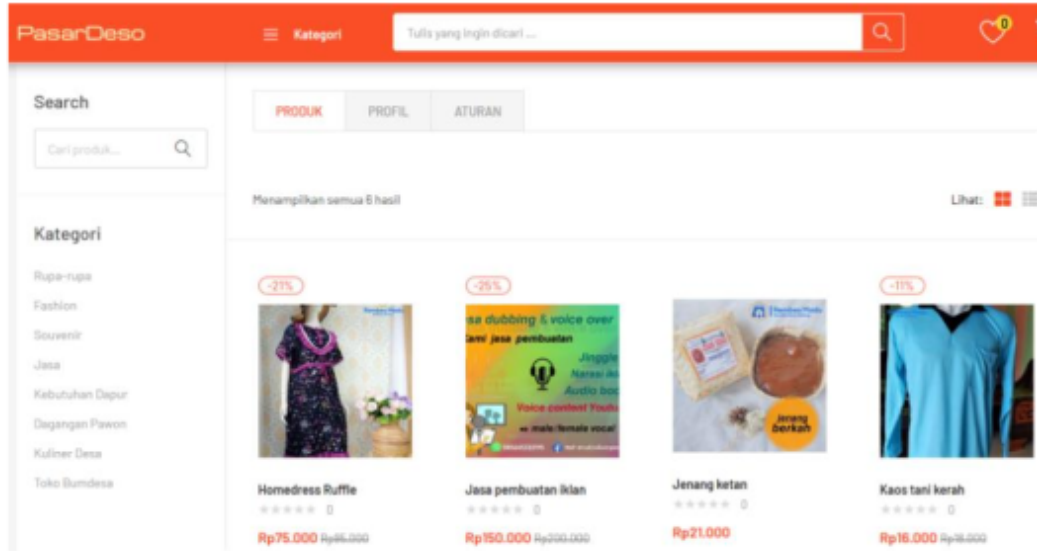 PasarDeso
Kategori
Tulis yang ingin dicari ...
0
Search
Cari produk...
PRODUK
PROFIL
ATURAN
Menampilkan semua 6 hasil
Lihat:
Kategori
Rupa-rupa
Fashion
Souvenir
Jasa
Kebutuhan Dapur
Dagangan Pawon
Kuliner Desa
Toko Bumdesa
-21%
-25%
-11%
sa dubbing & voice over
Kami jasa pembuatan
Jinggle
Narasi
Audio
Voice content
male/female vocal
jenang
berkah
Homedress Ruffle
0
Rp75.000 Rp95.000
Jasa pembuatan iklan
0
Rp150.000 Rp200.000
Jenang ketan
0
Rp21.000
Kaos tani kerah
0
Rp16.000 Rp18.000